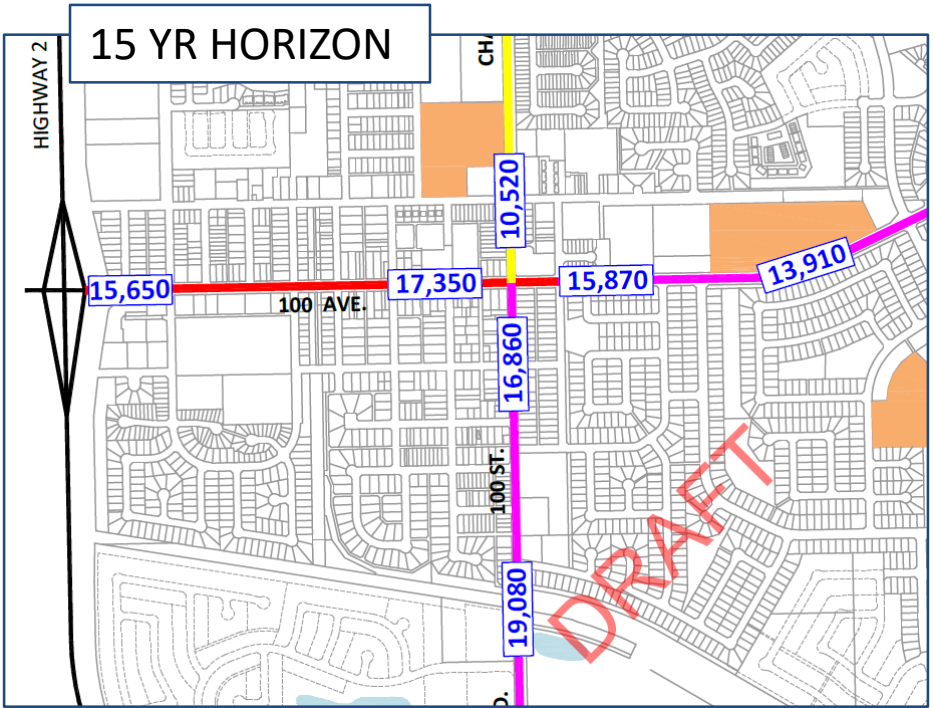 15 YR HORIZON
HIGHWAY 2
CHA
10,520
15,650
17,350
15,870
13,910
100 AVE.
16,860
100 ST.
DRAFT
19,080
D.